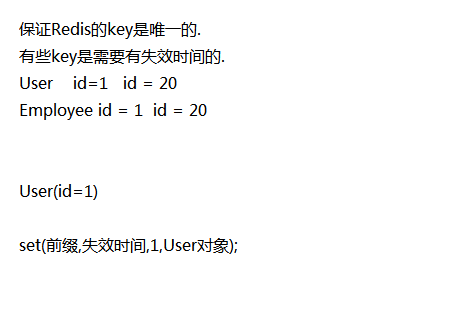 保证Redis的key是唯一的.
有些key是需要有失效时间的.
User id=1 id = 20
Employee id = 1 id = 20
User(id=1)
set(前缀,失效时间,1,User对象);